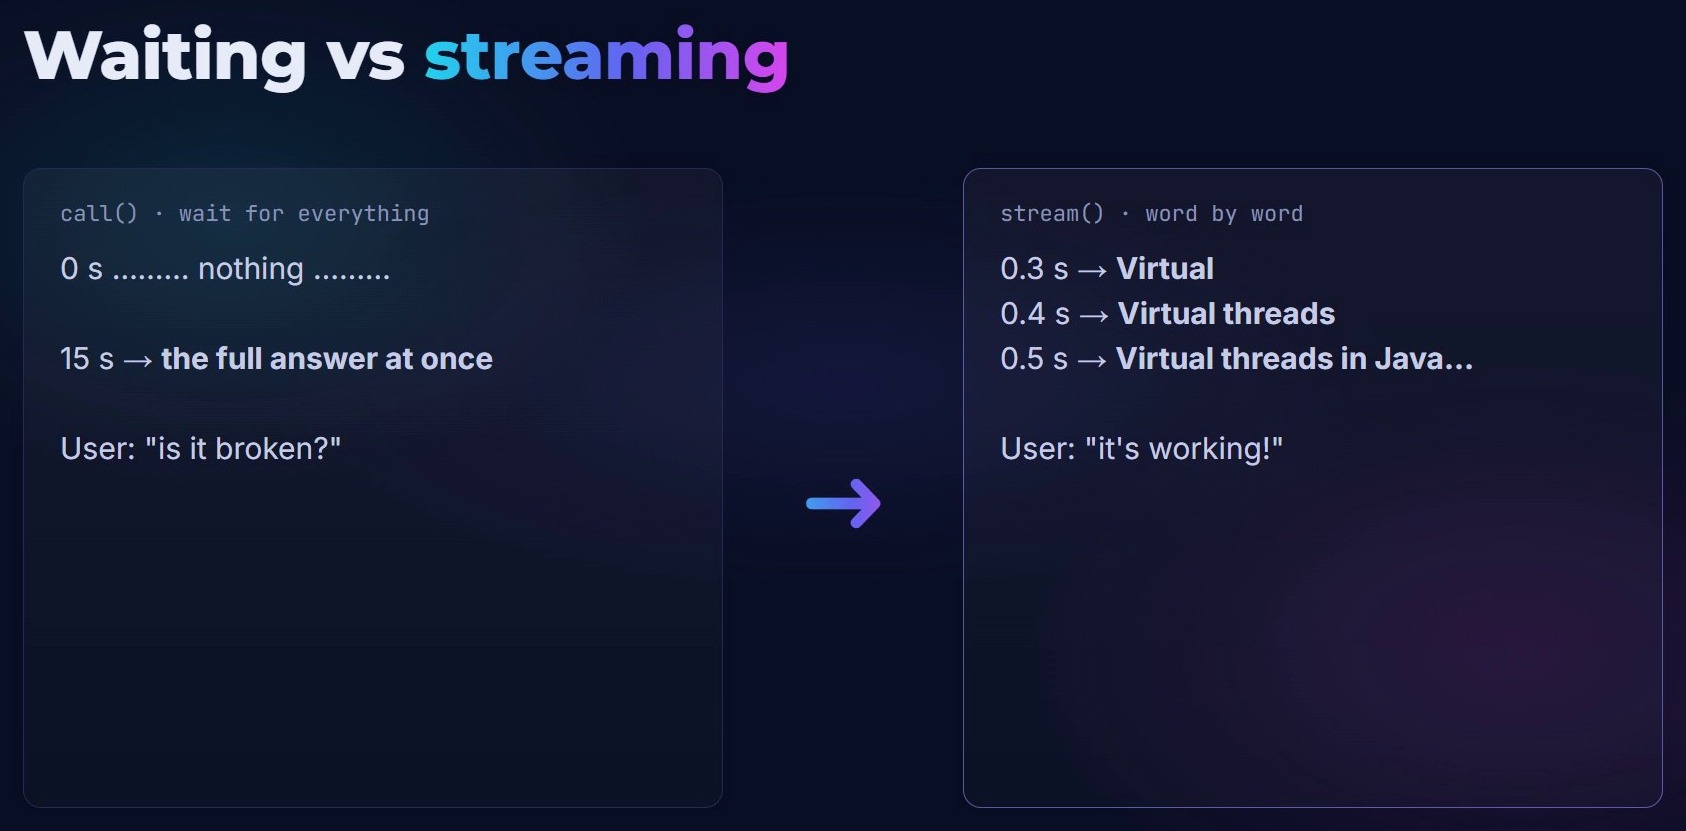 Waiting vs streaming
call() · wait for everything
0 s ......... nothing .........
15 s → the full answer at once
User: "is it broken?"
→
stream() · word by word
0.3 s → Virtual
0.4 s → Virtual threads
0.5 s → Virtual threads in Java...
User: "it's working!"